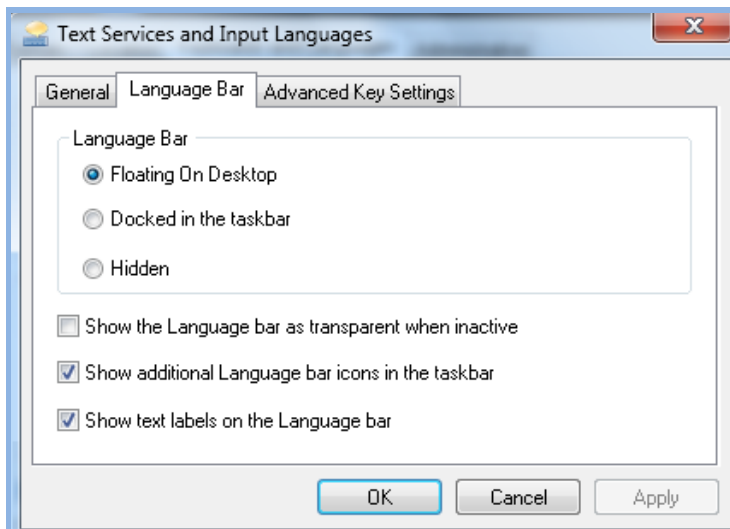 Text Services and Input Languages
General
Language Bar
Advanced Key Settings
Language Bar
Floating On Desktop
Docked in the taskbar
Hidden
Show the Language bar as transparent when inactive
Show additional Language bar icons in the taskbar
Show text labels on the Language bar
OK
Cancel
Apply